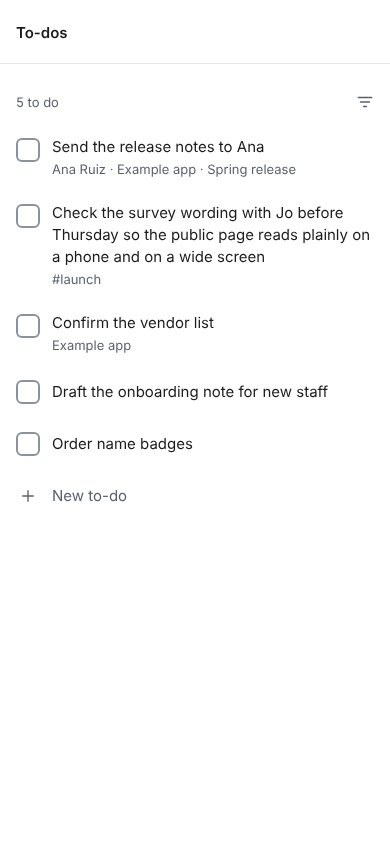 To-dos
5 to do
Send the release notes to Ana
Ana Ruiz · Example app · Spring release
Check the survey wording with Jo before
Thursday so the public page reads plainly on
a phone and on a wide screen
#launch
Confirm the vendor list
Example app
Draft the onboarding note for new staff
Order name badges
New to-do